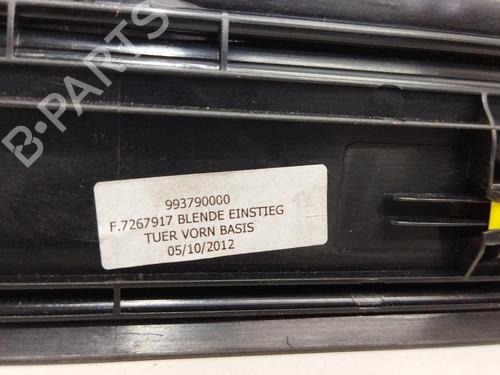 B-PARTS
993790000
F.7267917 BLENDE EINSTIEG
TUER VORN BASIS
05/10/2012